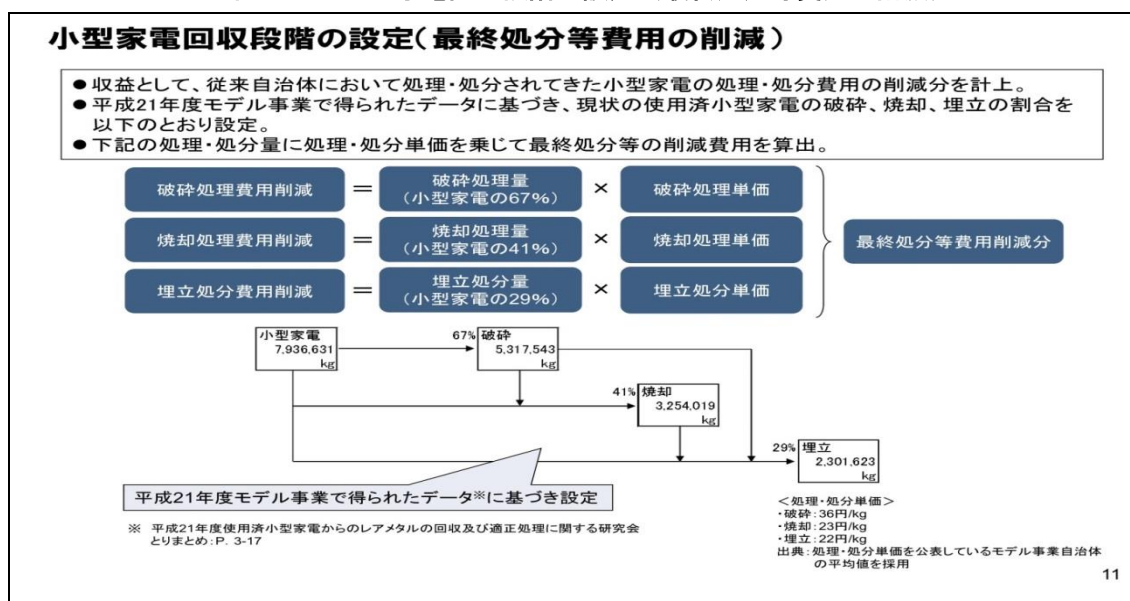 小型家電回収段階の設定(最終処分等費用の削減)
●収益として、従来自治体において処理・処分されてきた小型家電の処理・処分費用の削減分を計上。
●平成21年度モデル事業で得られたデータに基づき、現状の使用済小型家電の破砕、焼却、埋立の割合を
以下のとおり設定。
●下記の処理・処分量に処理・処分単価を乗じて最終処分等の削減費用を算出。
破砕処理費用削減 = 破砕処理量 × 破砕処理単価
(小型家電の67%)
焼却処理費用削減 = 焼却処理量 × 焼却処理単価
(小型家電の41%)
最終処分等費用削減分
埋立処分費用削減 = 埋立処分量 × 埋立処分単価
(小型家電の29%)
小型家電
7,936,631
kg
67% 破砕
5,317,543
kg
41% 焼却
3,254,019
kg
29% 埋立
2,301,623
kg
平成21年度モデル事業で得られたデータ※に基づき設定
※ 平成21年度使用済小型家電からのレアメタルの回収及び適正処理に関する研究会
とりまとめ:P. 3-17
<処理・処分単価>
・破砕:36円/kg
・焼却:23円/kg
・埋立:22円/kg
出典:処理・処分単価を公表しているモデル事業自治体
の平均値を採用
11